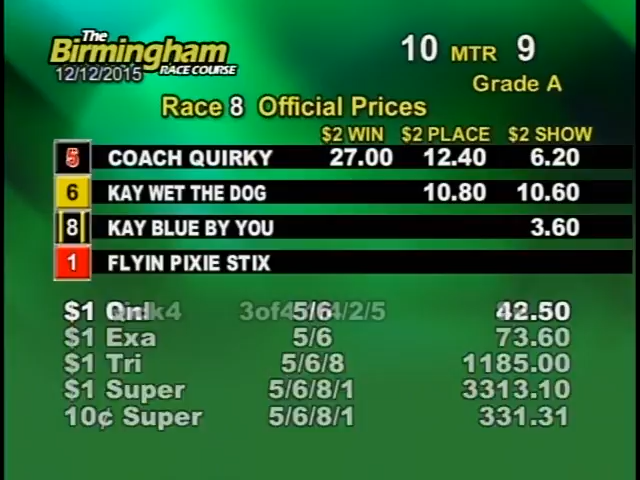 The
Birmingham
RACE COURSE
12/12/2015
10 MTR 9
Grade A
Race 8 Official Prices
$2 WIN $2 PLACE $2 SHOW
5 COACH QUIRKY 27.00 12.40 6.20
6 KAY WET THE DOG 10.80 10.60
8 KAY BLUE BY YOU 3.60
1 FLYIN PIXIE STIX
$1 Qnl 5/6 42.50
$1 Exa 5/6 73.60
$1 Tri 5/6/8 1185.00
$1 Super 5/6/8/1 3313.10
10¢ Super 5/6/8/1 331.31